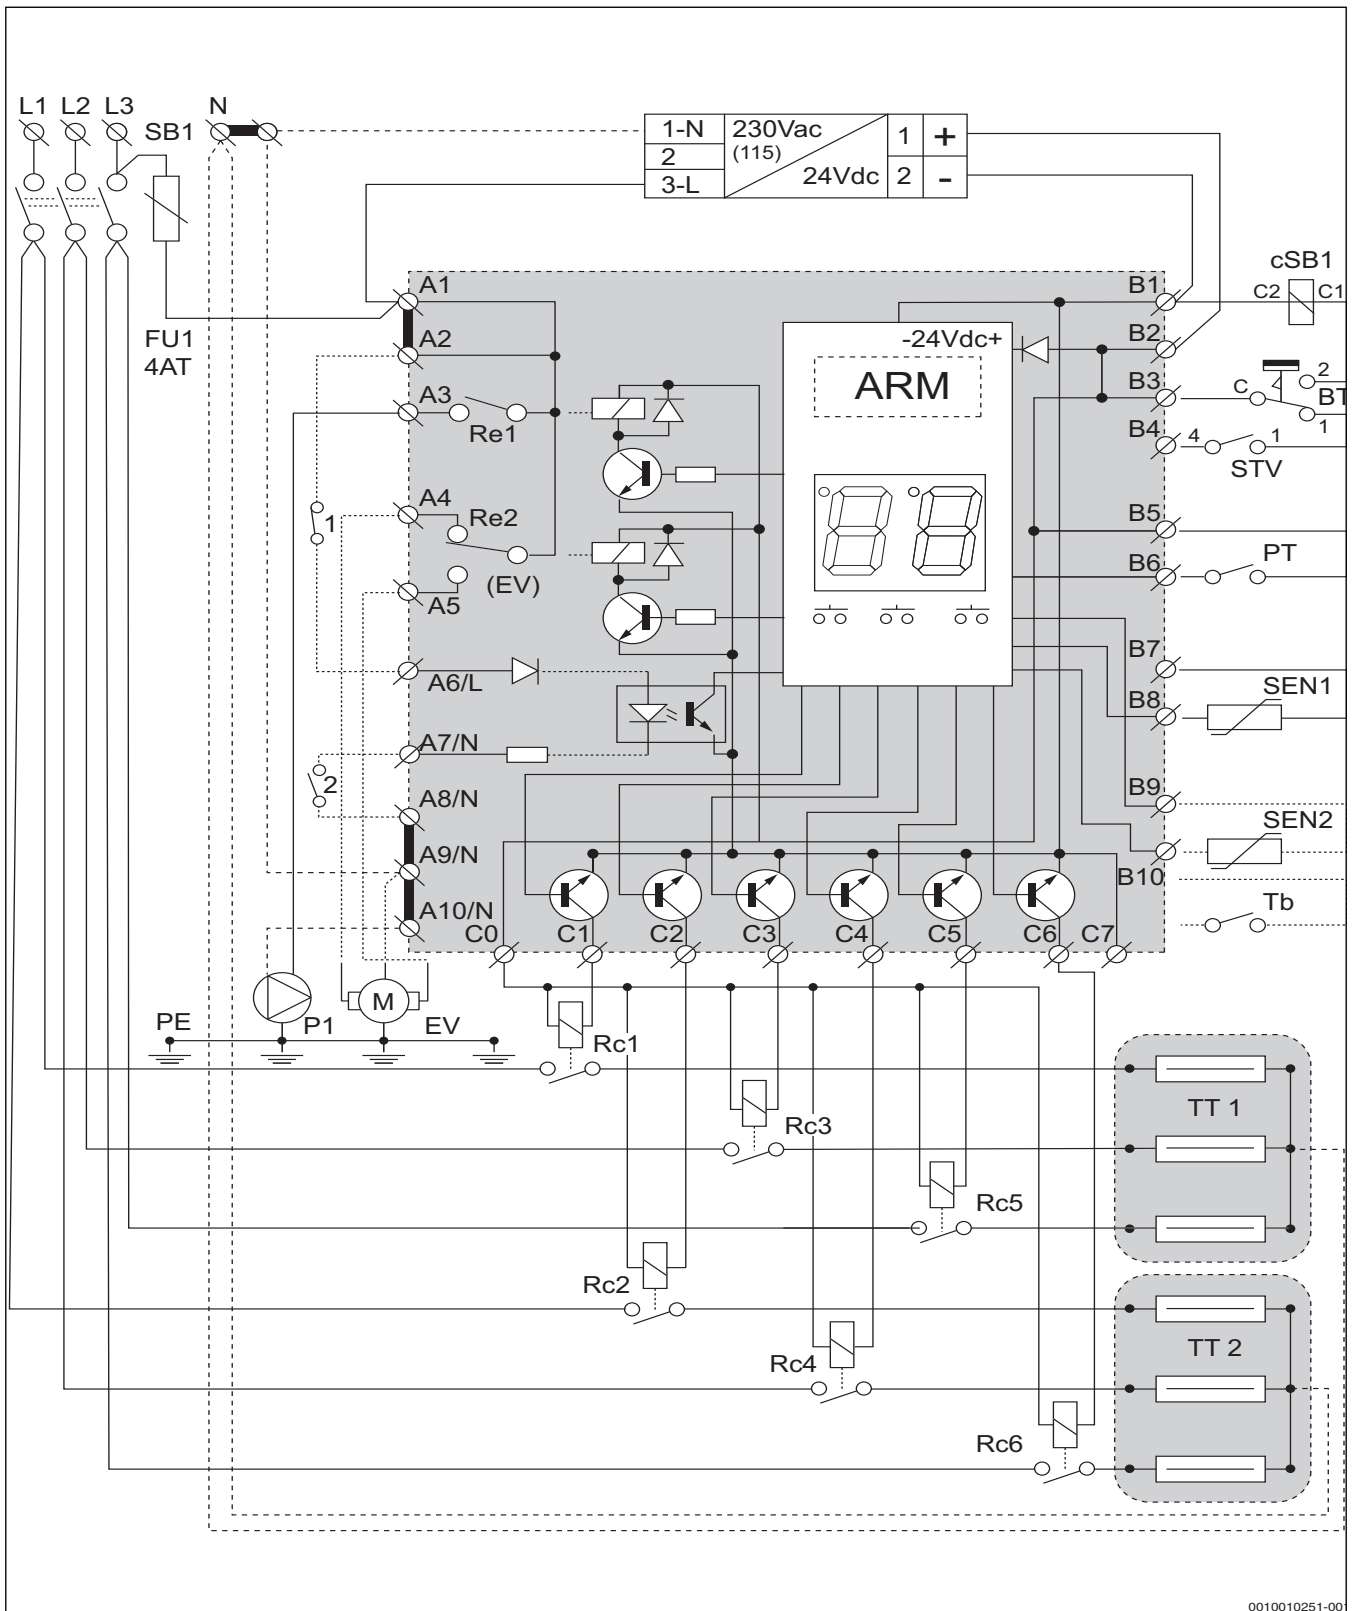 L1 L2 L3 SB1 N
1-N 230Vac 1 +
2 (115)
3-L 24Vdc 2 -
cSB1
A1 B1 C2 C1
FU1 A2 -24Vdc+ B2
4AT
ARM
A3 B3 C 2
BT
1
Re1 B4 4 1
STV
A4 Re2 B5
1
(EV) B6 PT
A5
A6/L B7
SEN1
B8
A7/N
2
A8/N B9
SEN2
A9/N
B10
A10/N Tb
C0 C1 C2 C3 C4 C5 C6 C7
M
PE P1 EV
Rc1
TT 1
Rc3
Rc5
Rc2
TT 2
Rc4
Rc6
0010010251-001